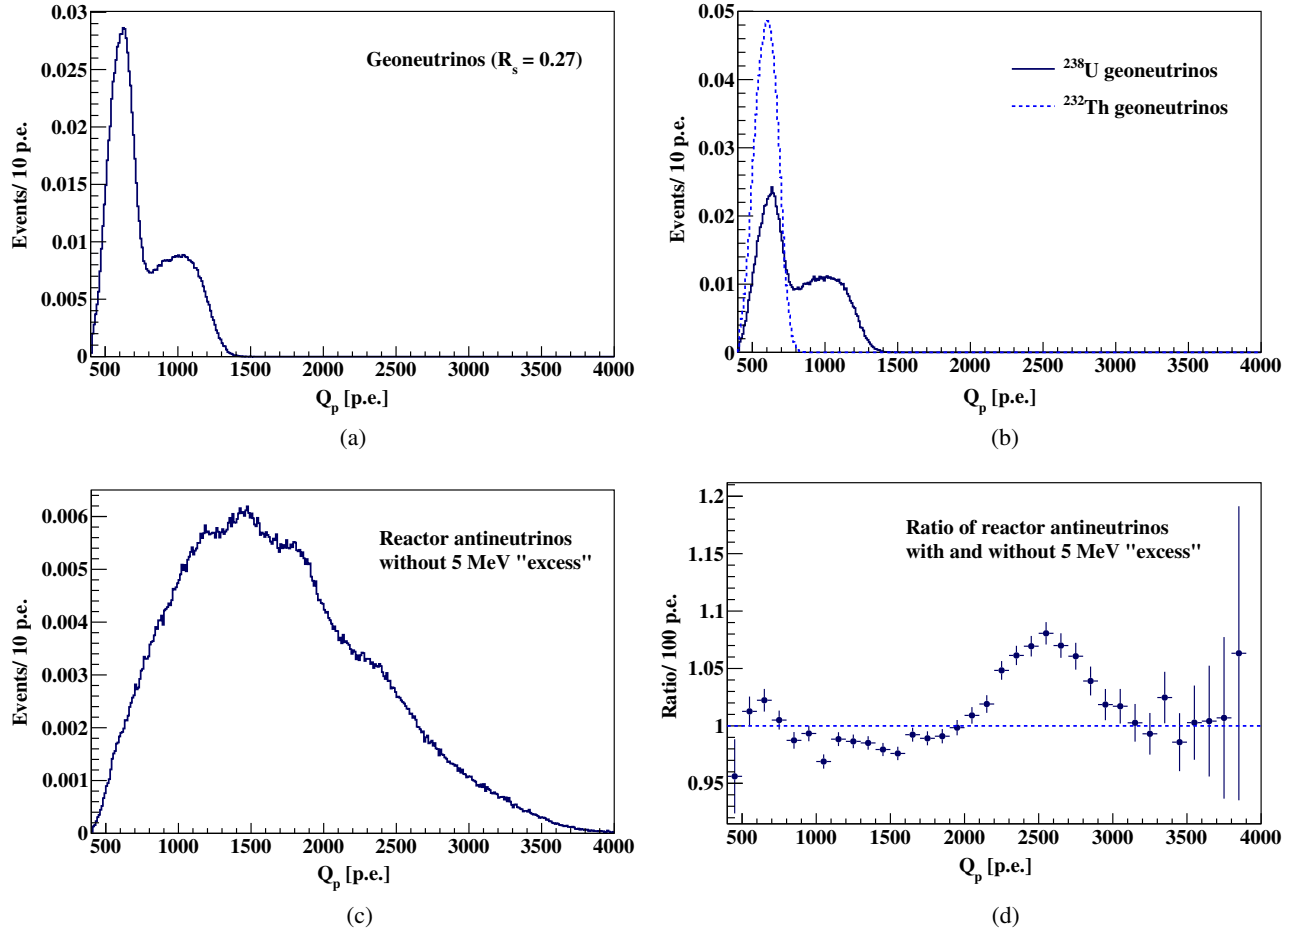 Geoneutrinos (R_s = 0.27)
Events/ 10 p.e.
0.03
0.025
0.02
0.015
0.01
0.005
0
500 1000 1500 2000 2500 3000 3500 4000
Q_p [p.e.]
(a)
²³⁸U geoneutrinos
²³²Th geoneutrinos
Events/ 10 p.e.
0.05
0.04
0.03
0.02
0.01
0
500 1000 1500 2000 2500 3000 3500 4000
Q_p [p.e.]
(b)
Reactor antineutrinos
without 5 MeV "excess"
Events/ 10 p.e.
0.006
0.005
0.004
0.003
0.002
0.001
0
500 1000 1500 2000 2500 3000 3500 4000
Q_p [p.e.]
(c)
Ratio of reactor antineutrinos
with and without 5 MeV "excess"
Ratio/ 100 p.e.
1.2
1.15
1.1
1.05
1
0.95
500 1000 1500 2000 2500 3000 3500 4000
Q_p [p.e.]
(d)